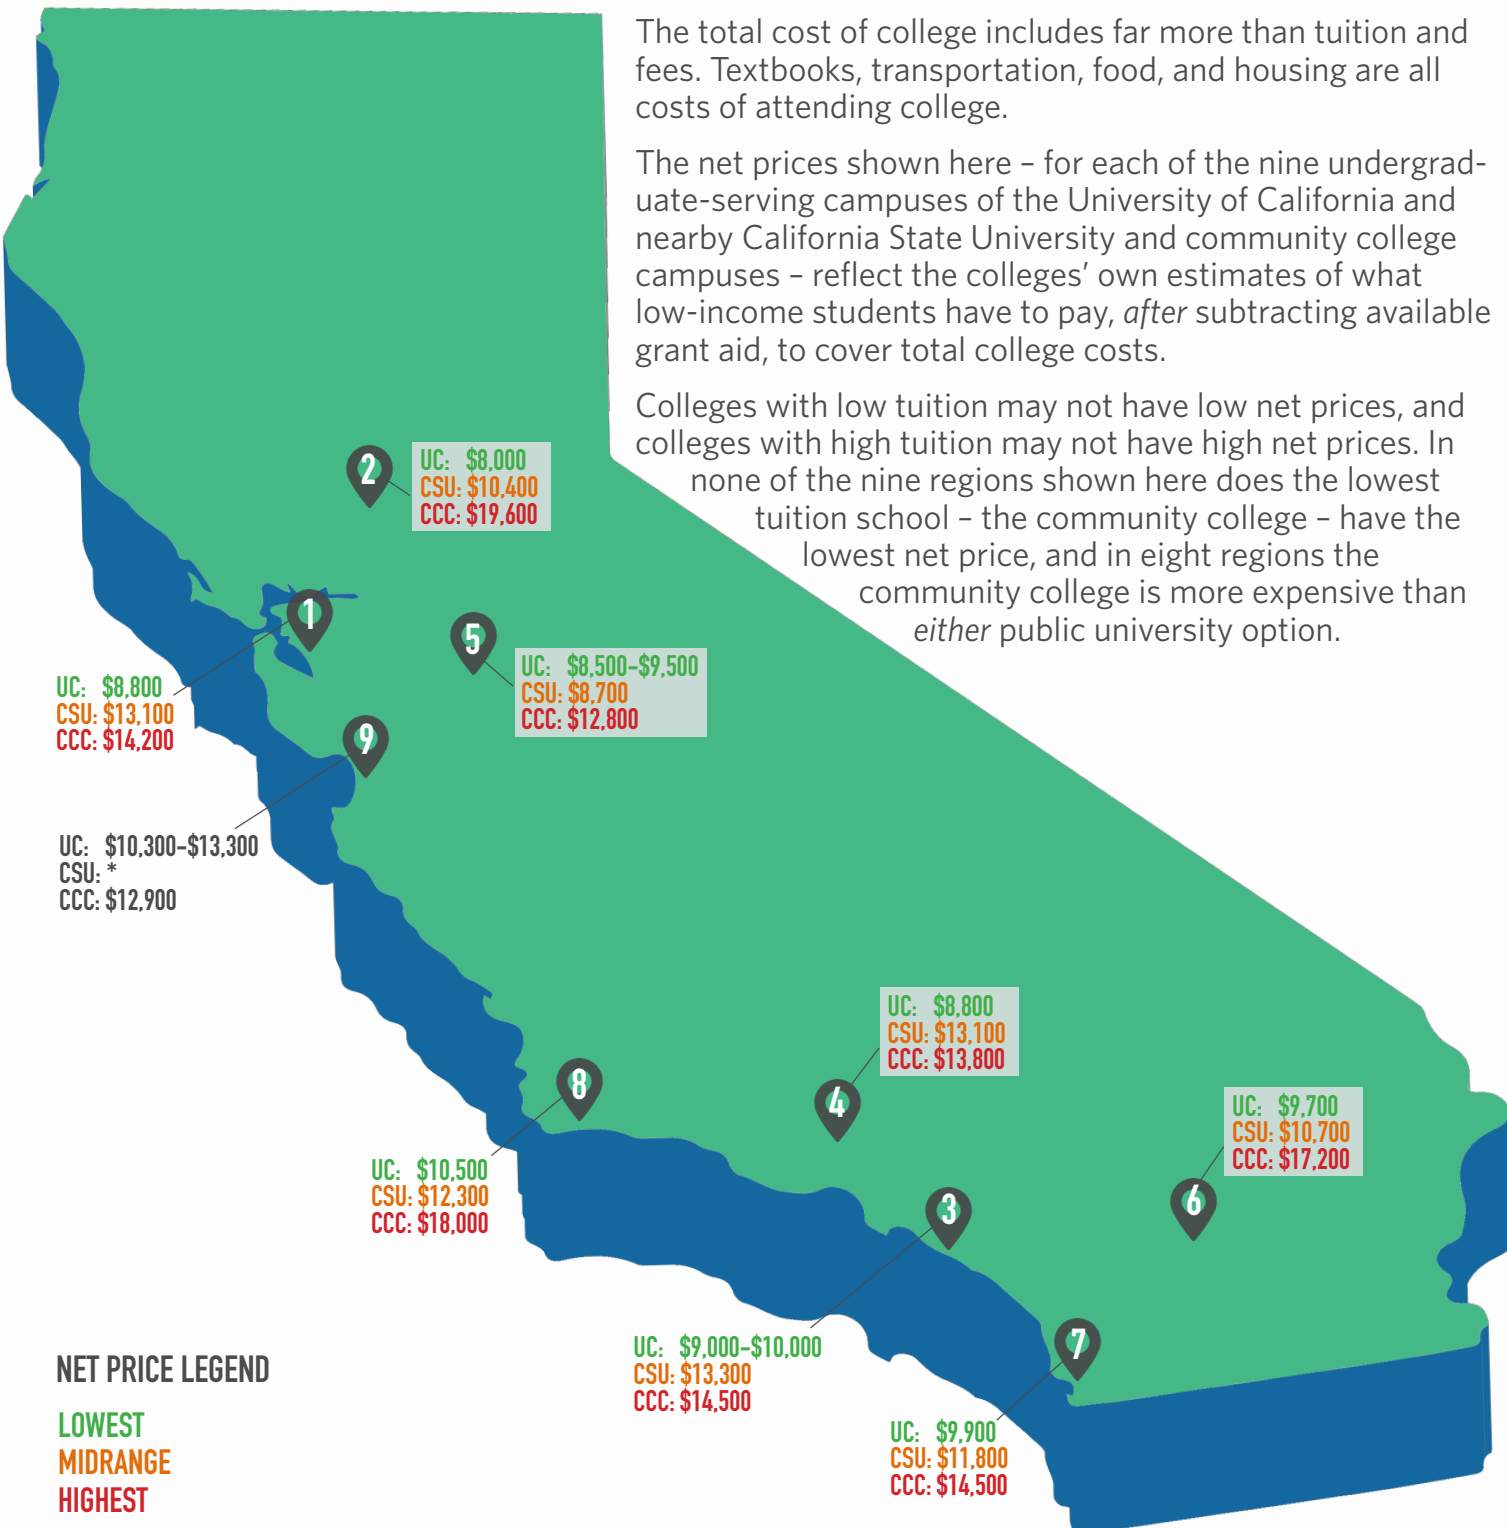 The total cost of college includes far more than tuition and
fees. Textbooks, transportation, food, and housing are all
costs of attending college.
The net prices shown here – for each of the nine undergrad-
uate-serving campuses of the University of California and
nearby California State University and community college
campuses – reflect the colleges' own estimates of what
low-income students have to pay, after subtracting available
grant aid, to cover total college costs.
Colleges with low tuition may not have low net prices, and
colleges with high tuition may not have high net prices. In
none of the nine regions shown here does the lowest
tuition school – the community college – have the
lowest net price, and in eight regions the
community college is more expensive than
either public university option.
2
UC: $8,000
CSU: $10,400
CCC: $19,600
1
UC: $8,800
CSU: $13,100
CCC: $14,200
5
UC: $8,500–$9,500
CSU: $8,700
CCC: $12,800
9
UC: $10,300–$13,300
CSU: *
CCC: $12,900
4
UC: $8,800
CSU: $13,100
CCC: $13,800
8
UC: $10,500
CSU: $12,300
CCC: $18,000
6
UC: $9,700
CSU: $10,700
CCC: $17,200
3
UC: $9,000–$10,000
CSU: $13,300
CCC: $14,500
7
UC: $9,900
CSU: $11,800
CCC: $14,500
NET PRICE LEGEND
LOWEST
MIDRANGE
HIGHEST